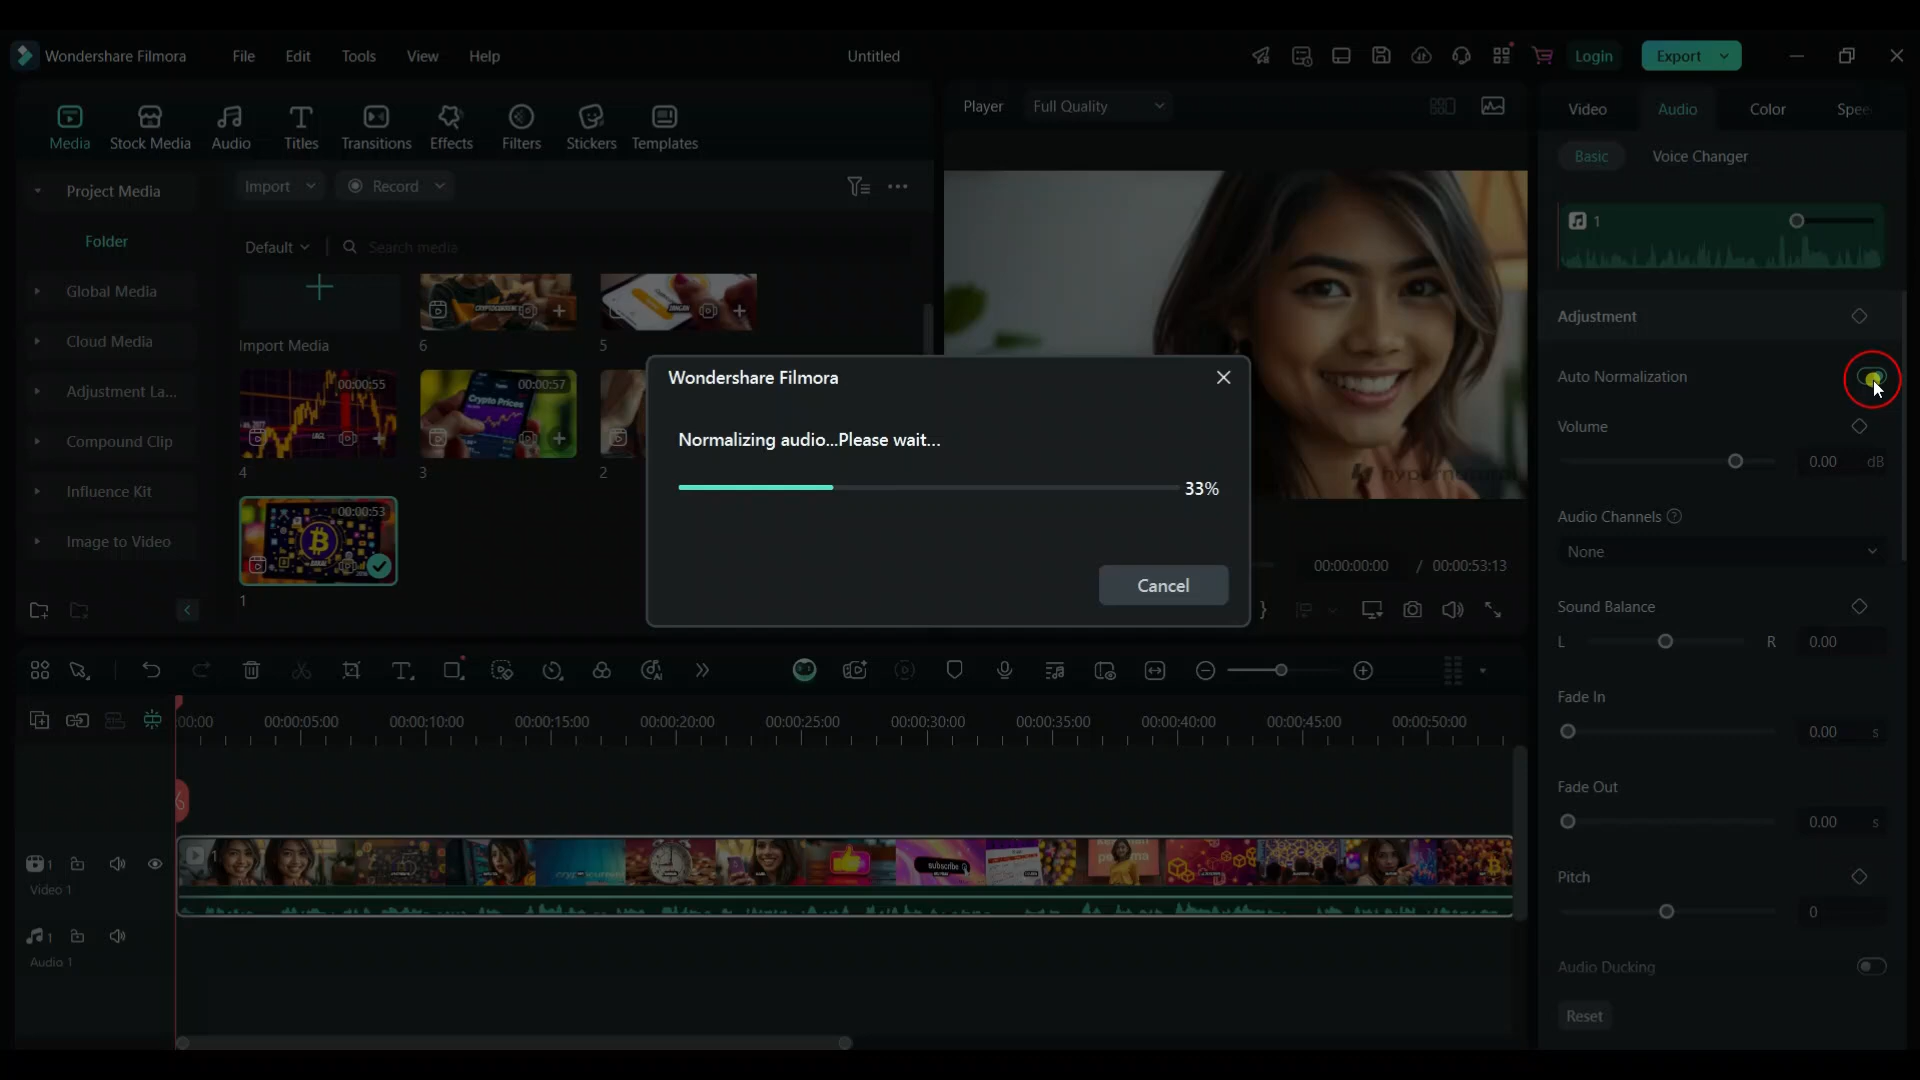 Wondershare Filmora
File
Edit
Tools
View
Help
Untitled
Login
Export
Media
Stock Media
Audio
Titles
Transitions
Effects
Filters
Stickers
Templates
Player
Full Quality
Video
Audio
Color
Spee
Basic
Voice Changer
Project Media
Folder
Global Media
Cloud Media
Adjustment La...
Compound Clip
Influence Kit
Image to Video
Import
Record
Default
Search media
Import Media
6
5
00:00:55
00:00:57
4
3
2
00:00:53
1
Wondershare Filmora
Normalizing audio...Please wait...
33%
Cancel
00:00:00:00
/ 00:00:53:13
1
Adjustment
Auto Normalization
Volume
0.00 dB
Audio Channels
None
Sound Balance
L
R
0.00
Fade In
0.00 s
Fade Out
0.00 s
Pitch
0
Audio Ducking
Reset
:00:00
00:00:05:00
00:00:10:00
00:00:15:00
00:00:20:00
00:00:25:00
00:00:30:00
00:00:35:00
00:00:40:00
00:00:45:00
00:00:50:00
1
1
subscribe
Video 1
1
Audio 1